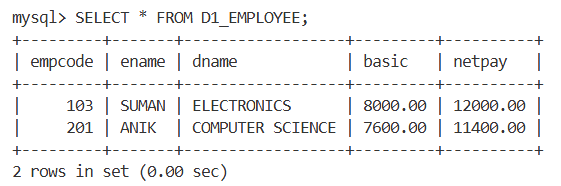 mysql> SELECT * FROM D1_EMPLOYEE;
+---------+-------+------------------+---------+----------+
| empcode | ename | dname            | basic   | netpay   |
+---------+-------+------------------+---------+----------+
|     103 | SUMAN | ELECTRONICS      | 8000.00 | 12000.00 |
|     201 | ANIK  | COMPUTER SCIENCE | 7600.00 | 11400.00 |
+---------+-------+------------------+---------+----------+
2 rows in set (0.00 sec)